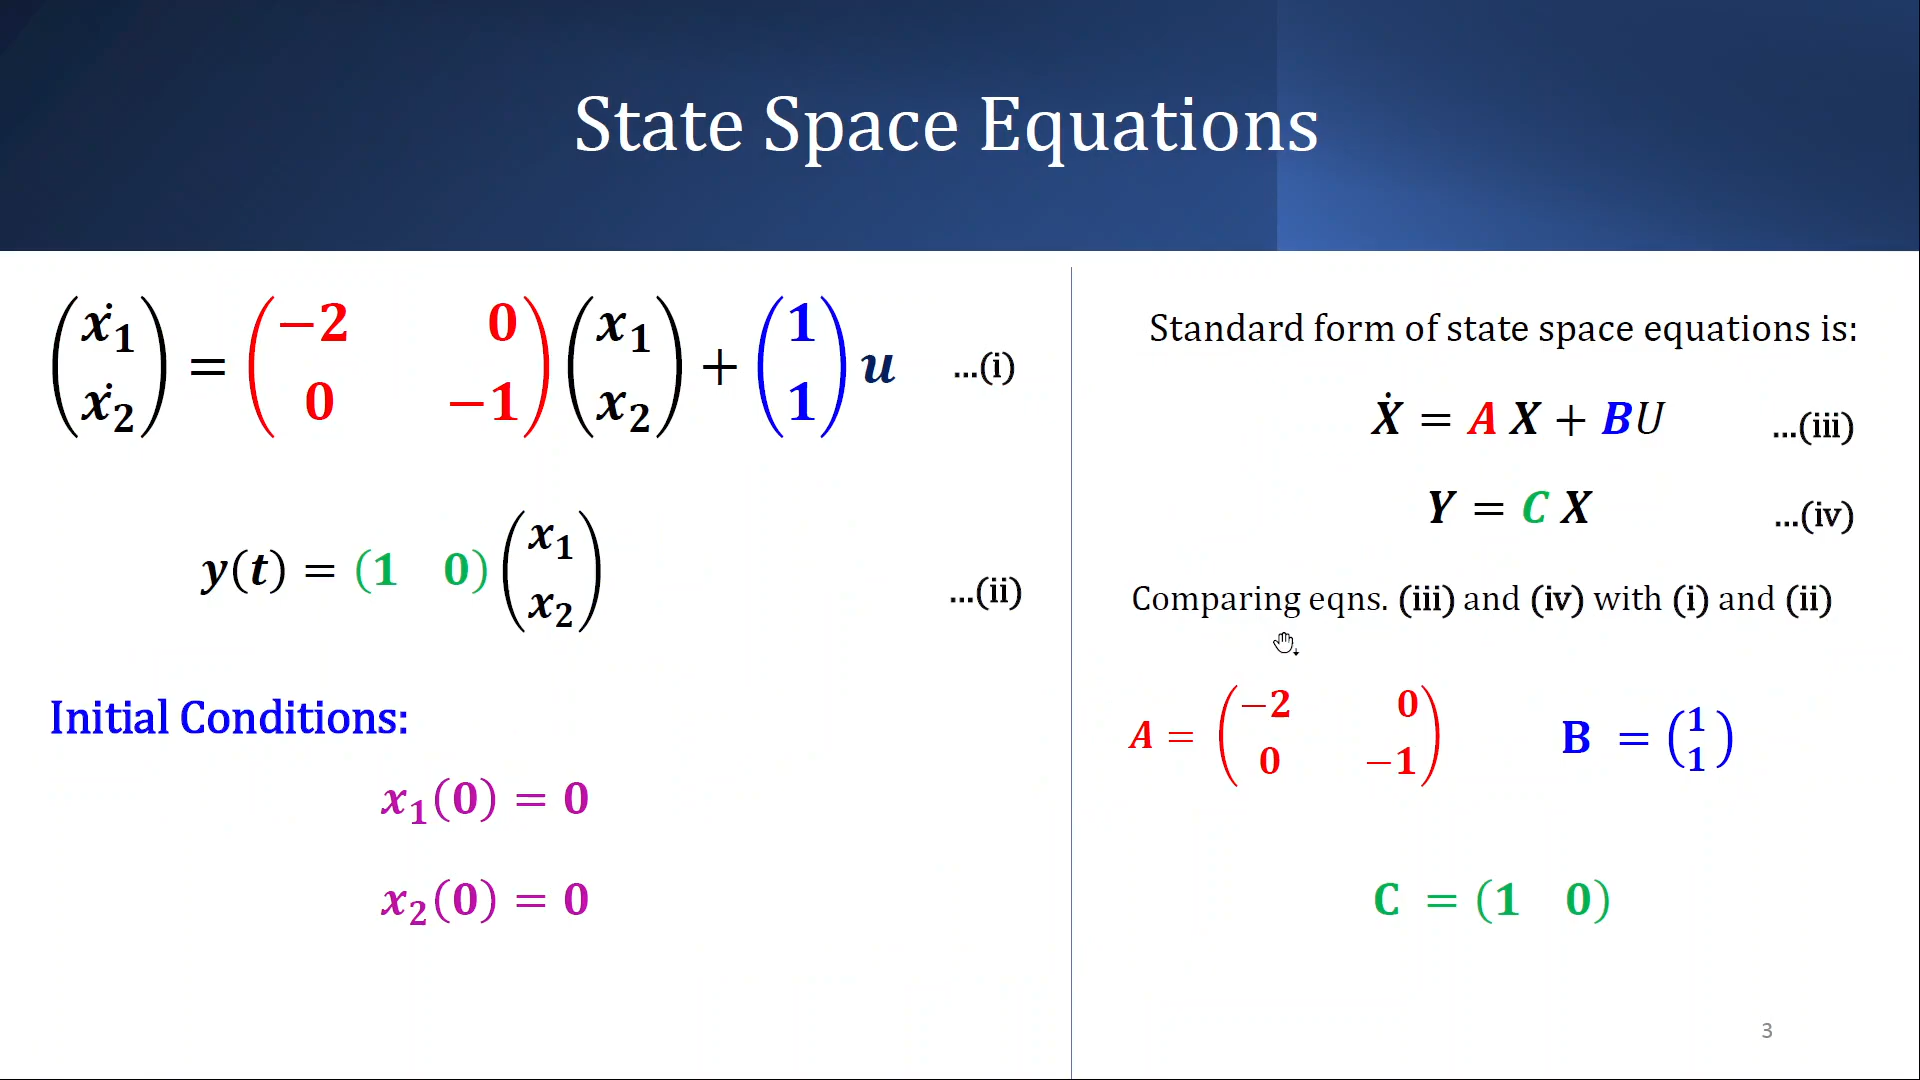 State Space Equations
(ẋ1
ẋ2) = (−2 0
0 −1) (x1
x2) + (1
1) u ...(i)
y(t) = (1 0) (x1
x2) ...(ii)
Initial Conditions:
x1(0) = 0
x2(0) = 0
Standard form of state space equations is:
Ẋ = A X + BU ...(iii)
Y = C X ...(iv)
Comparing eqns. (iii) and (iv) with (i) and (ii)
A = (−2 0
0 −1) B = (1
1)
C = (1 0)
3